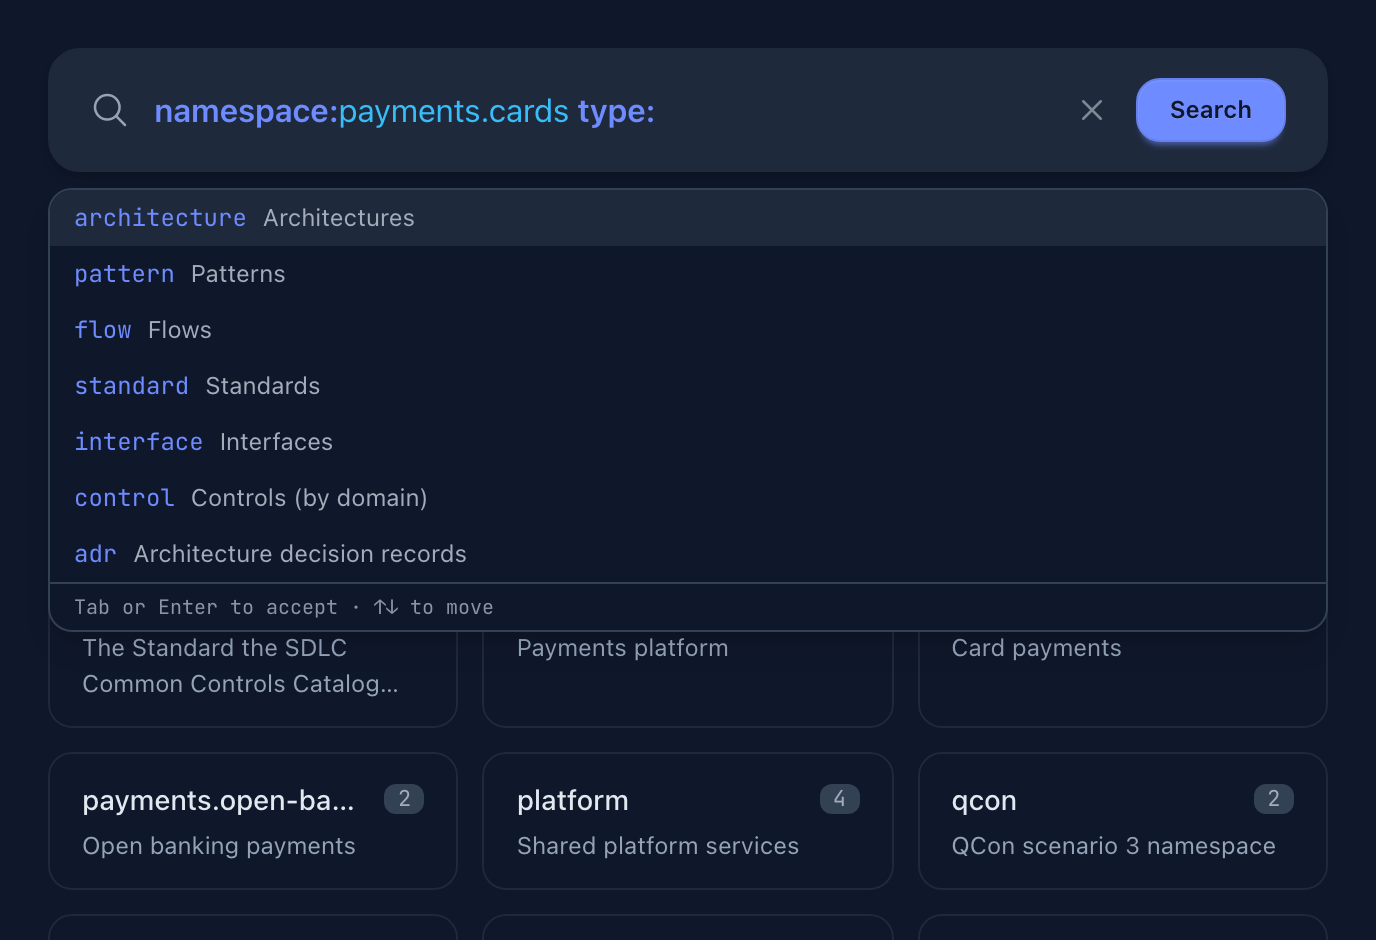 namespace:payments.cards type:
Search
architecture Architectures
pattern Patterns
flow Flows
standard Standards
interface Interfaces
control Controls (by domain)
adr Architecture decision records
Tab or Enter to accept · ↑↓ to move
The Standard the SDLC
Common Controls Catalog...
Payments platform
Card payments
payments.open-ba... 2
Open banking payments
platform 4
Shared platform services
qcon 2
QCon scenario 3 namespace